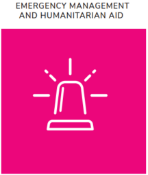 EMERGENCY MANAGEMENT
AND HUMANITARIAN AID